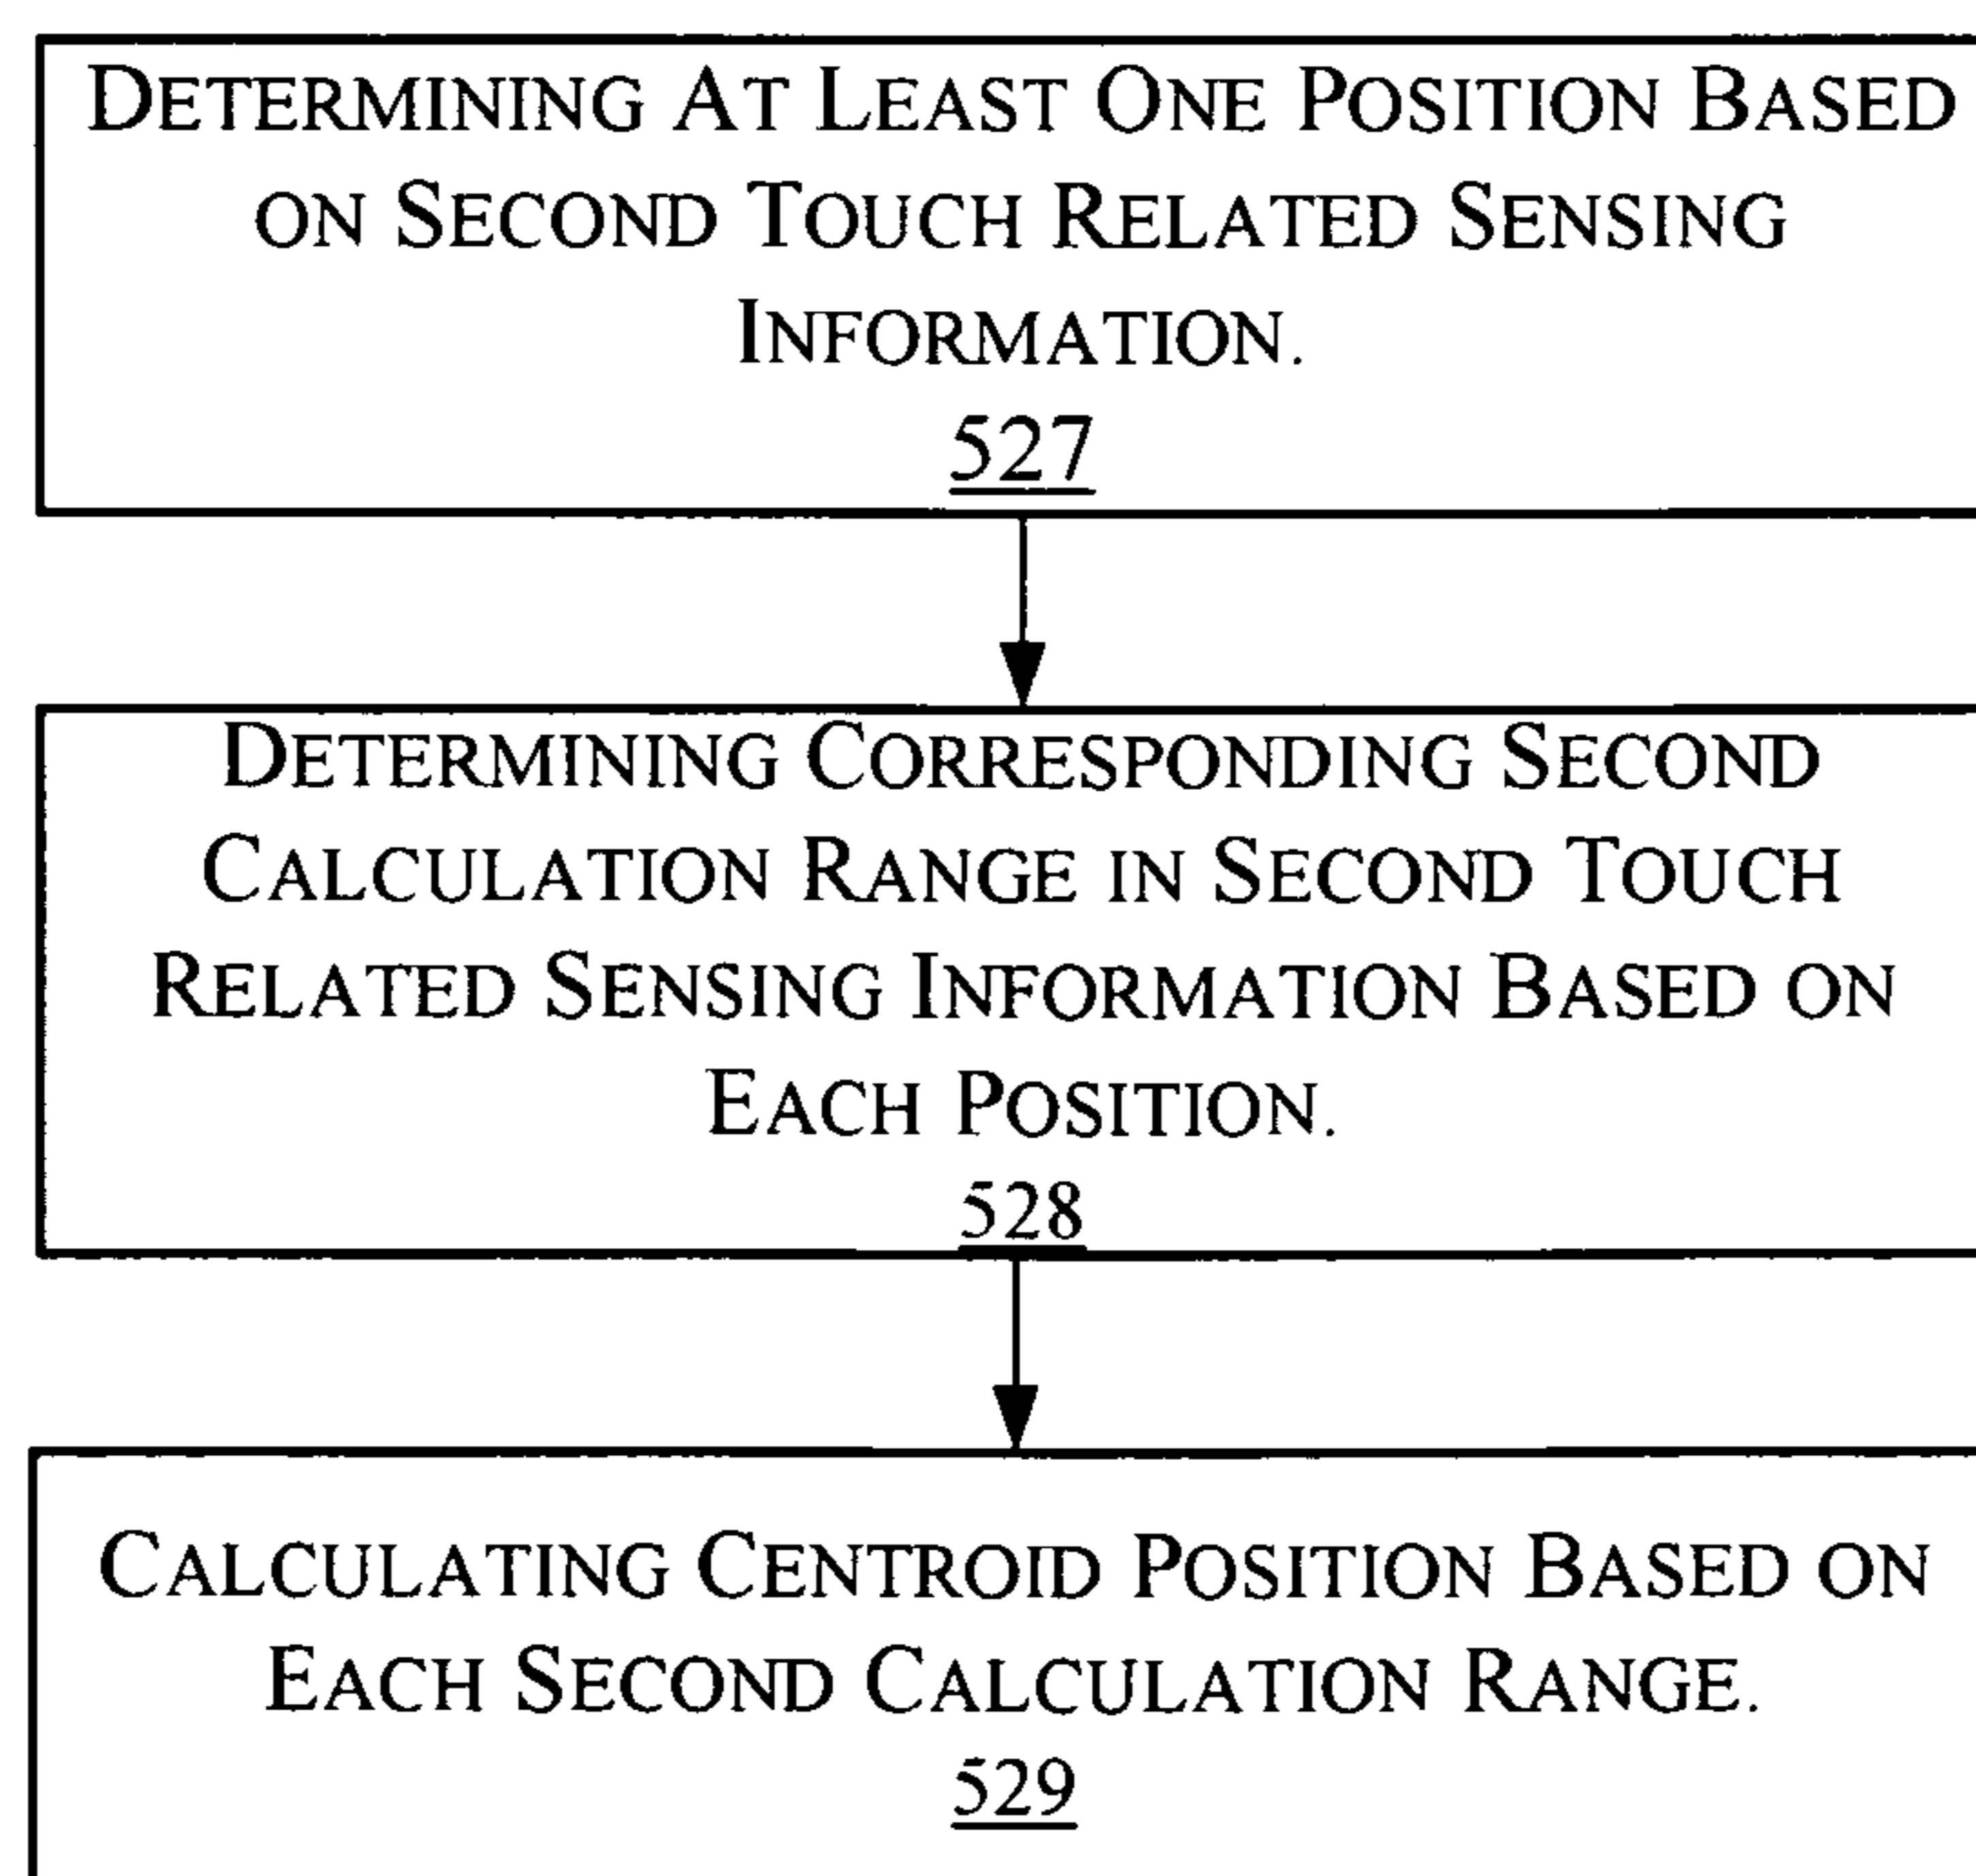 DETERMINING AT LEAST ONE POSITION BASED
ON SECOND TOUCH RELATED SENSING
INFORMATION.
527
DETERMINING CORRESPONDING SECOND
CALCULATION RANGE IN SECOND TOUCH
RELATED SENSING INFORMATION BASED ON
EACH POSITION.
528
CALCULATING CENTROID POSITION BASED ON
EACH SECOND CALCULATION RANGE.
529